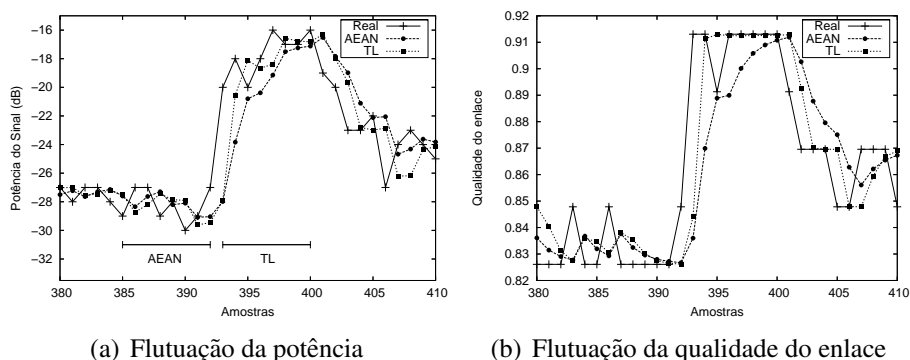 Potência do Sinal (dB)
-16
-18
-20
-22
-24
-26
-28
-30
-32
380 385 390 395 400 405 410
Amostras
Real
AEAN
TL
AEAN TL
(a) Flutuação da potência
Qualidade do enlace
0.92
0.91
0.9
0.89
0.88
0.87
0.86
0.85
0.84
0.83
0.82
380 385 390 395 400 405 410
Amostras
Real
AEAN
TL
(b) Flutuação da qualidade do enlace